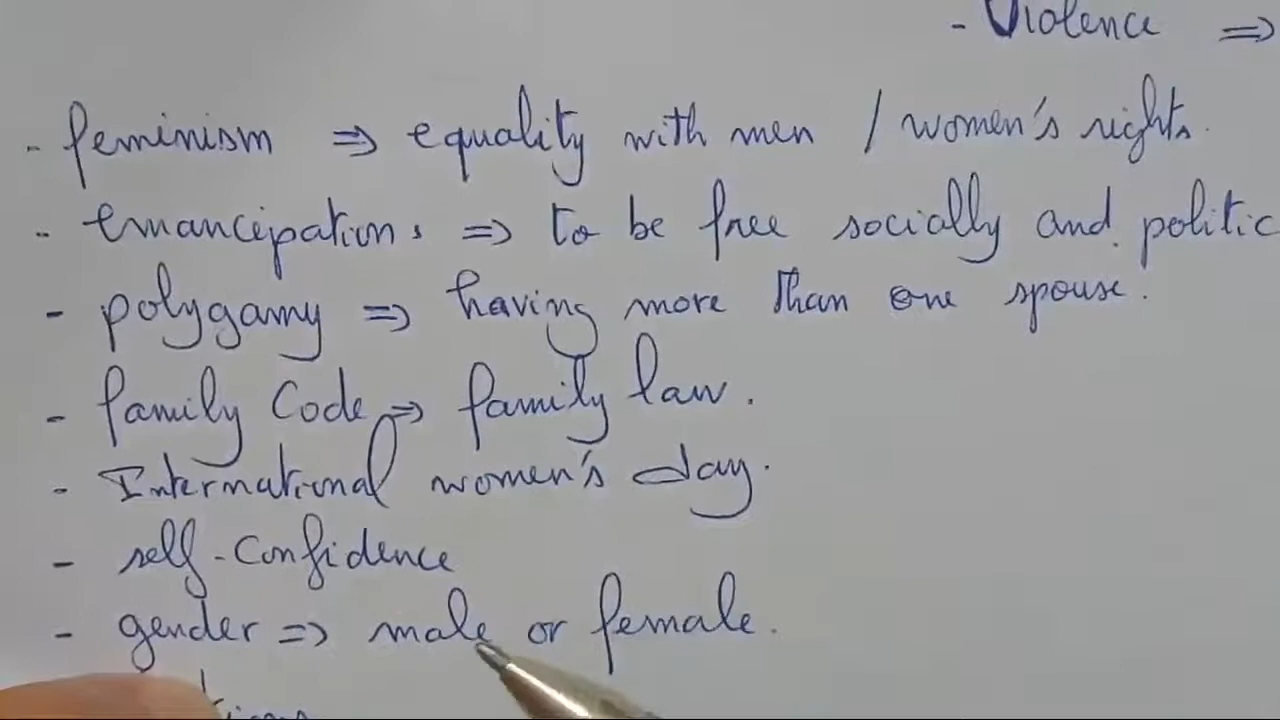 - Violence ⇒
- feminism ⇒ equality with men / women's rights.
- emancipation, ⇒ to be free socially and politic
- polygamy ⇒ having more than one spouse.
- family Code ⇒ family law.
- International women's day.
- self-confidence
- gender ⇒ male or female.